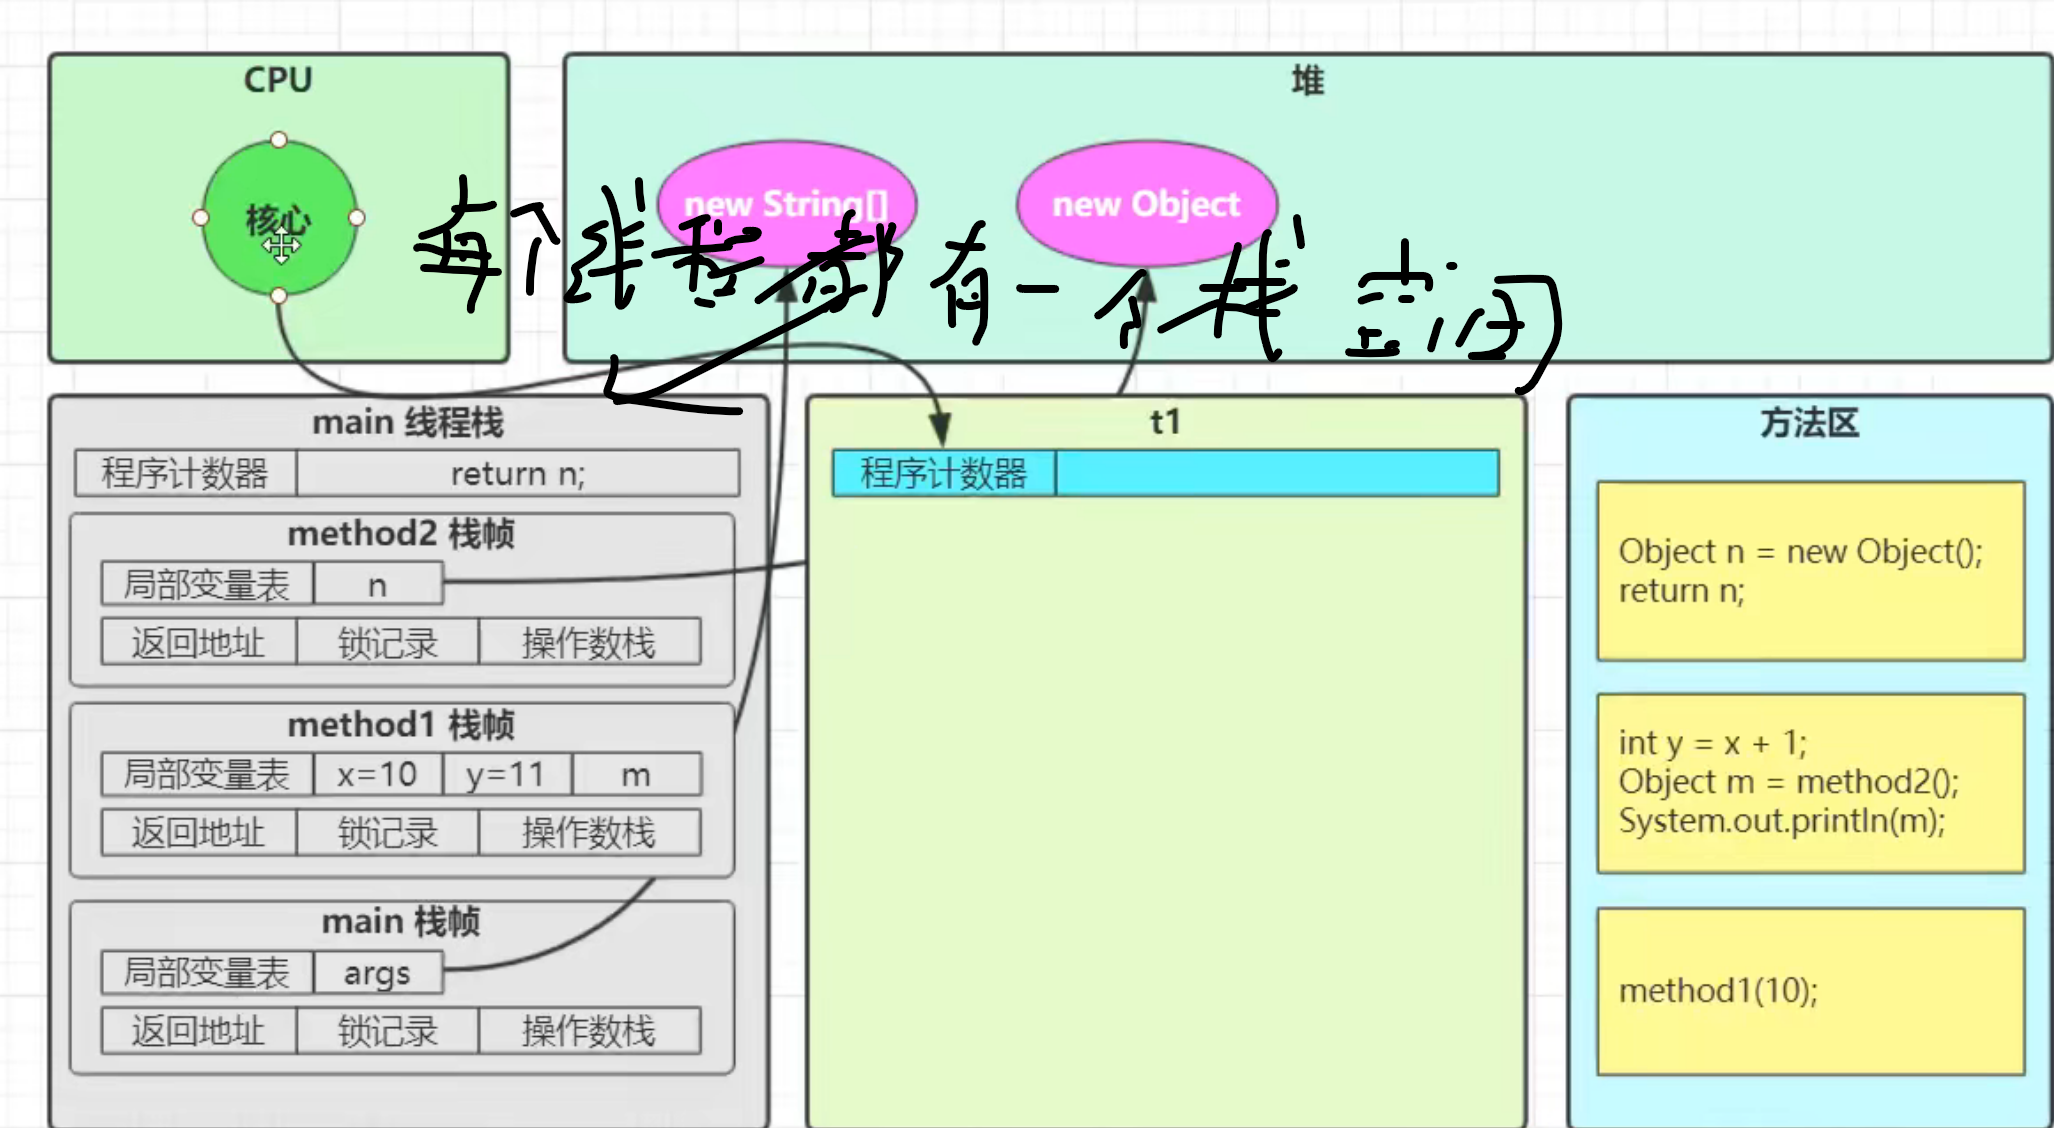 CPU
核心
堆
new String[]
new Object
每个线程都有一个栈空间
main 线程栈
程序计数器 return n;
method2 栈帧
局部变量表 n
返回地址 锁记录 操作数栈
method1 栈帧
局部变量表 x=10 y=11 m
返回地址 锁记录 操作数栈
main 栈帧
局部变量表 args
返回地址 锁记录 操作数栈
t1
程序计数器
方法区
Object n = new Object();
return n;
int y = x + 1;
Object m = method2();
System.out.println(m);
method1(10);